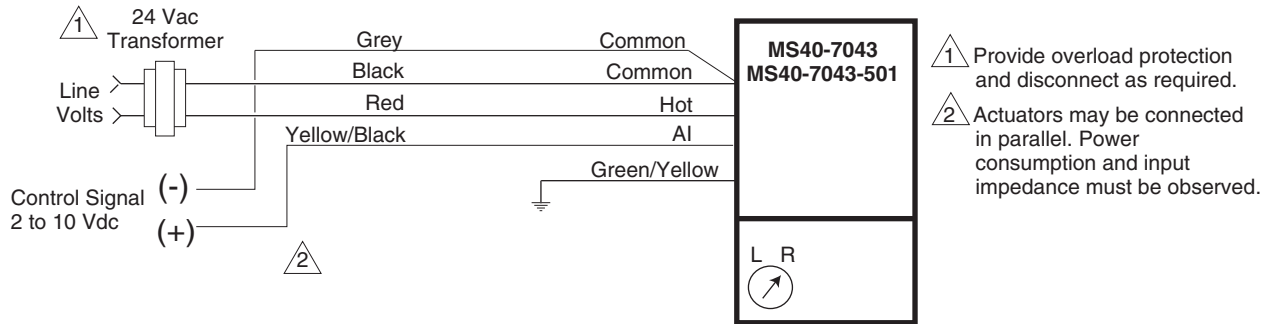 1
24 Vac
Transformer
Line
Volts
Grey
Black
Red
Yellow/Black
Green/Yellow
Common
Common
Hot
AI
Control Signal
2 to 10 Vdc
(-)
(+)
2
MS40-7043
MS40-7043-501
L R
1 Provide overload protection
and disconnect as required.
2 Actuators may be connected
in parallel. Power
consumption and input
impedance must be observed.